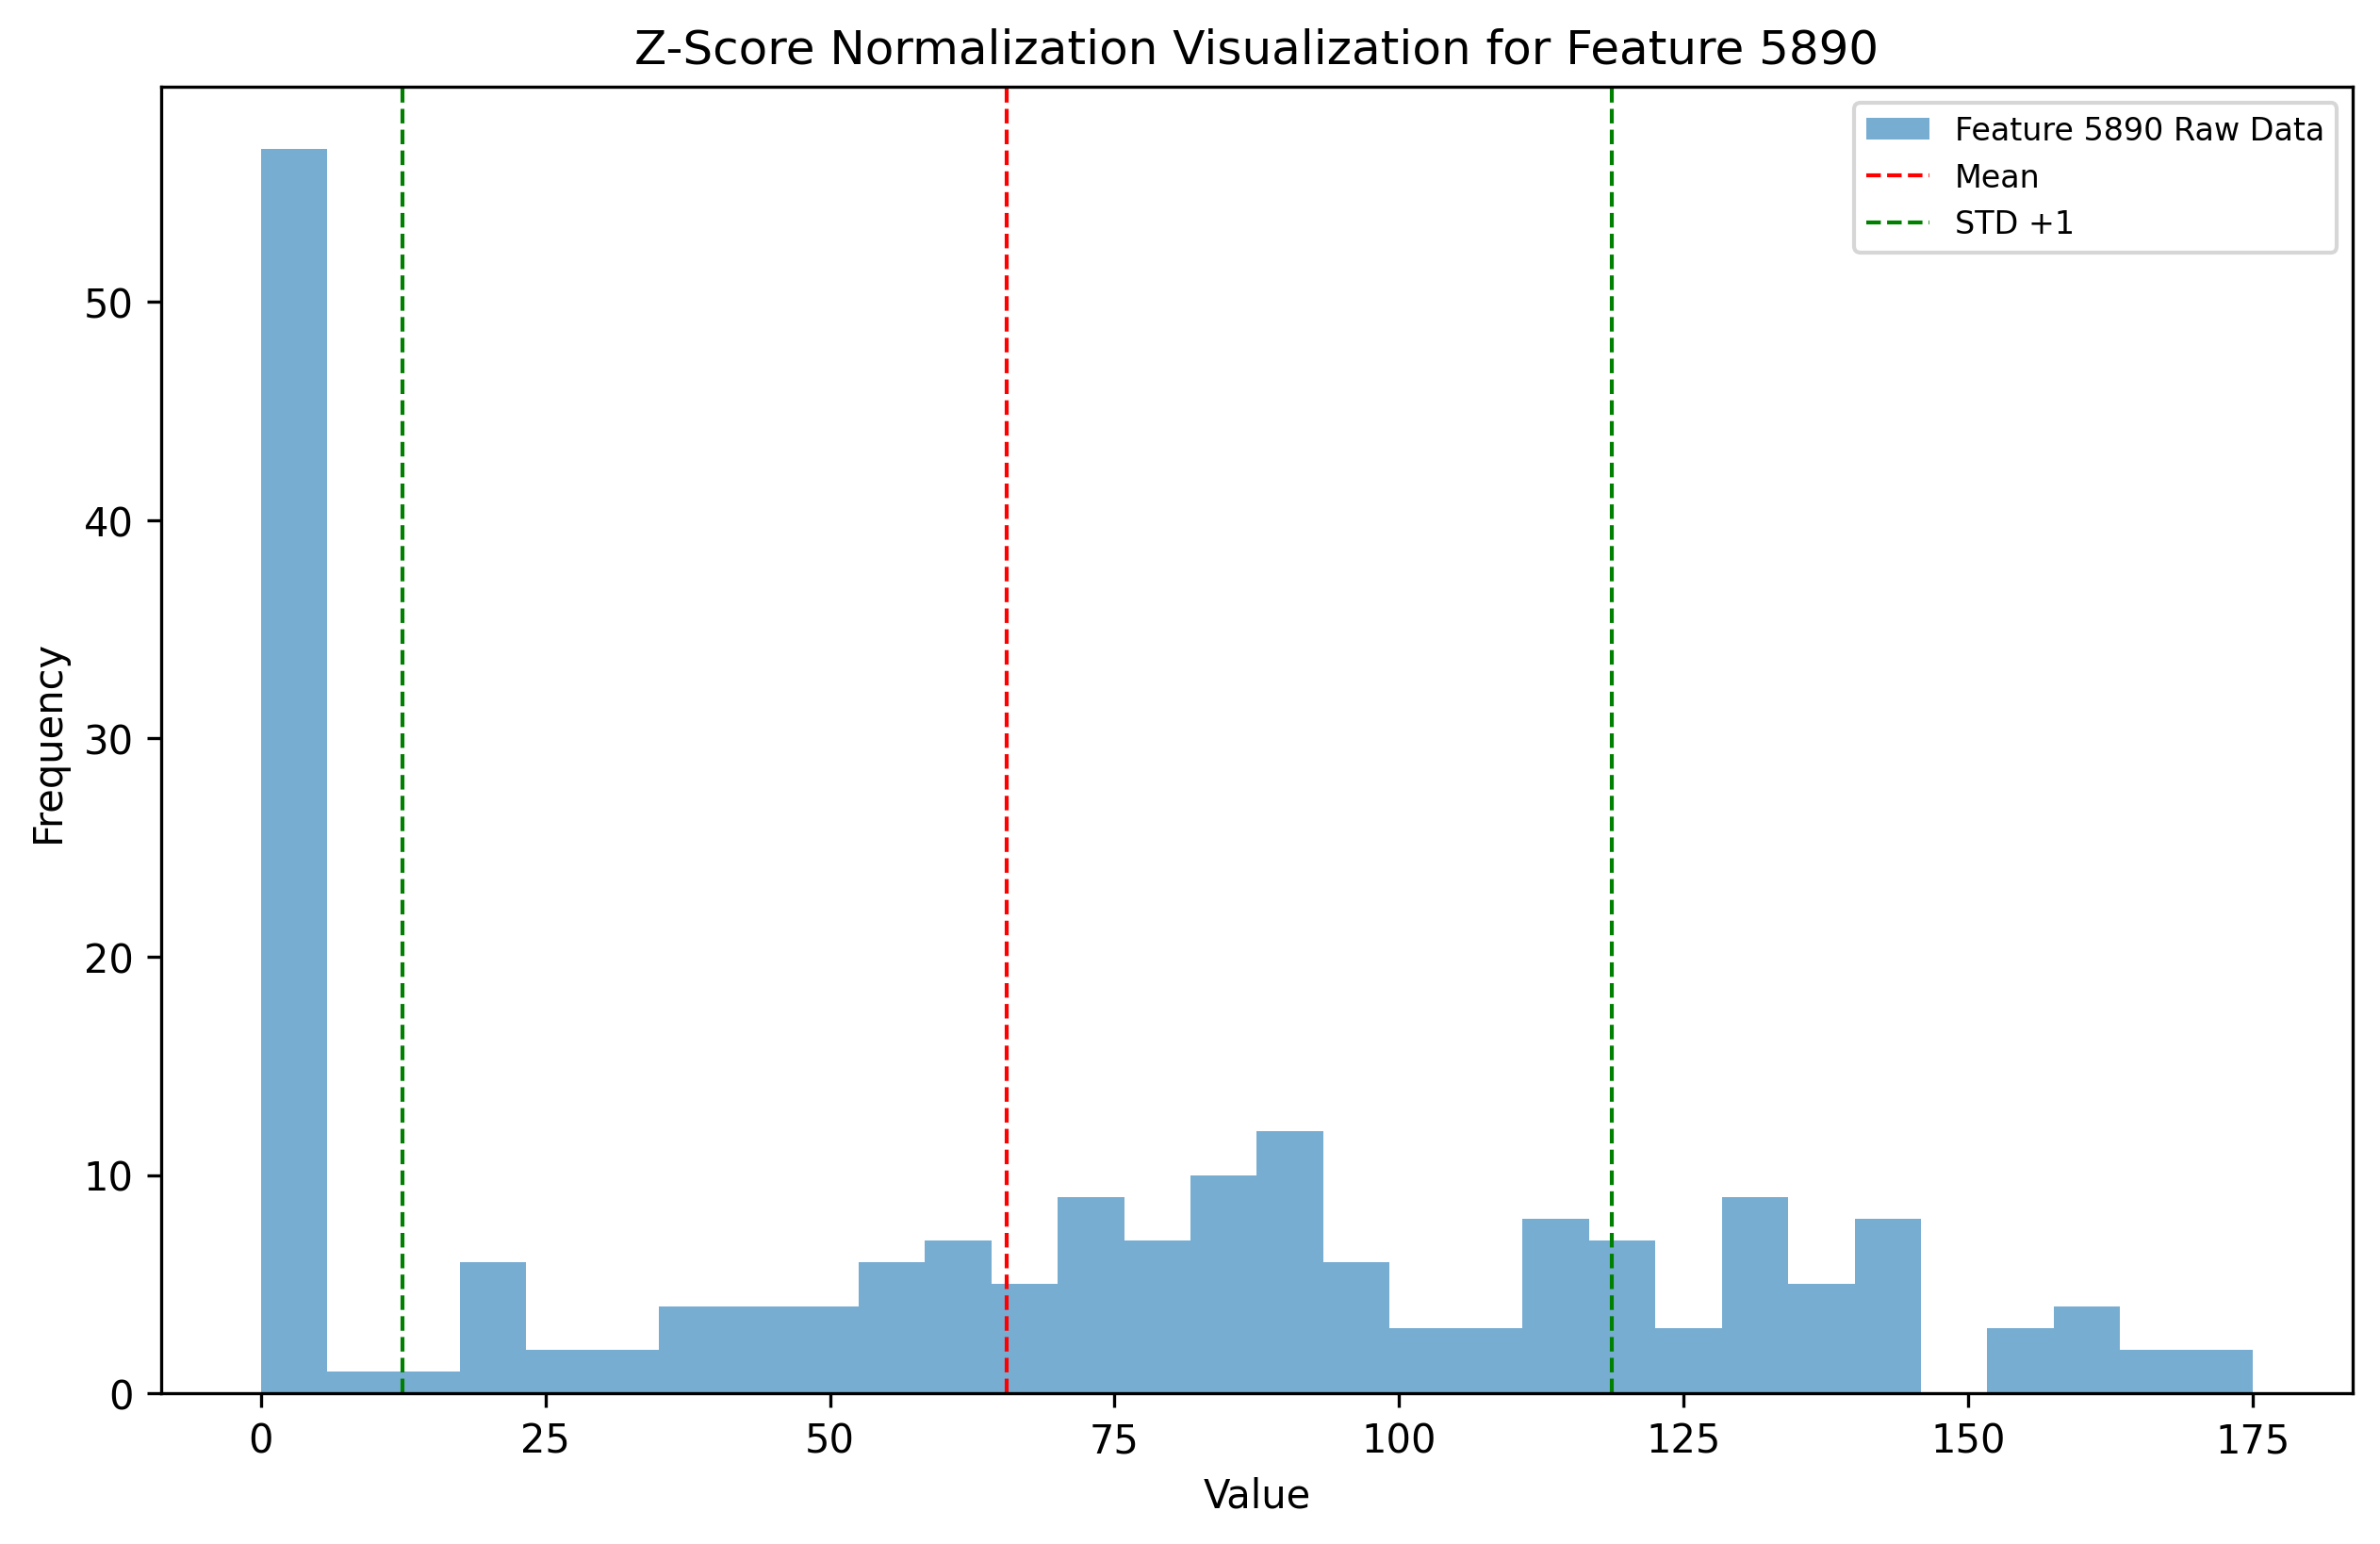 Z-Score Normalization Visualization for Feature 5890
Feature 5890 Raw Data
Mean
STD +1
Frequency
50
40
30
20
10
0
0 25 50 75 100 125 150 175
Value